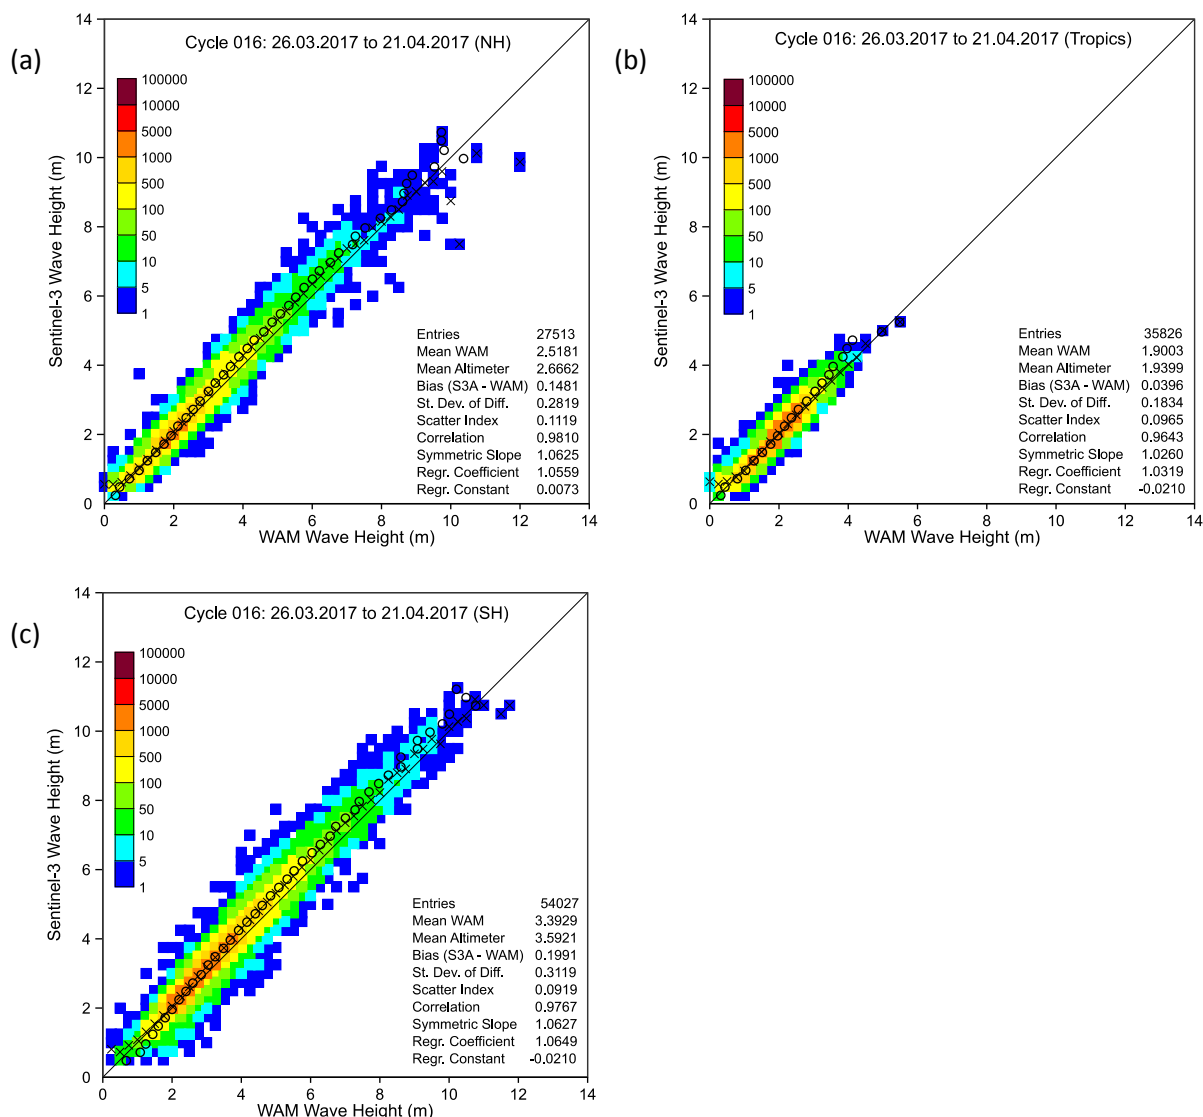 (a)
Cycle 016: 26.03.2017 to 21.04.2017 (NH)
14
12
10
8
6
4
2
0
Sentinel-3 Wave Height (m)
100000
10000
5000
1000
500
100
50
10
5
1
Entries 27513
Mean WAM 2.5181
Mean Altimeter 2.6662
Bias (S3A - WAM) 0.1481
St. Dev. of Diff. 0.2819
Scatter Index 0.1119
Correlation 0.9810
Symmetric Slope 1.0625
Regr. Coefficient 1.0559
Regr. Constant 0.0073
0 2 4 6 8 10 12 14
WAM Wave Height (m)
(b)
Cycle 016: 26.03.2017 to 21.04.2017 (Tropics)
14
12
10
8
6
4
2
0
Sentinel-3 Wave Height (m)
100000
10000
5000
1000
500
100
50
10
5
1
Entries 35826
Mean WAM 1.9003
Mean Altimeter 1.9399
Bias (S3A - WAM) 0.0396
St. Dev. of Diff. 0.1834
Scatter Index 0.0965
Correlation 0.9643
Symmetric Slope 1.0260
Regr. Coefficient 1.0319
Regr. Constant -0.0210
0 2 4 6 8 10 12 14
WAM Wave Height (m)
(c)
Cycle 016: 26.03.2017 to 21.04.2017 (SH)
14
12
10
8
6
4
2
0
Sentinel-3 Wave Height (m)
100000
10000
5000
1000
500
100
50
10
5
1
Entries 54027
Mean WAM 3.3929
Mean Altimeter 3.5921
Bias (S3A - WAM) 0.1991
St. Dev. of Diff. 0.3119
Scatter Index 0.0919
Correlation 0.9767
Symmetric Slope 1.0627
Regr. Coefficient 1.0649
Regr. Constant -0.0210
0 2 4 6 8 10 12 14
WAM Wave Height (m)